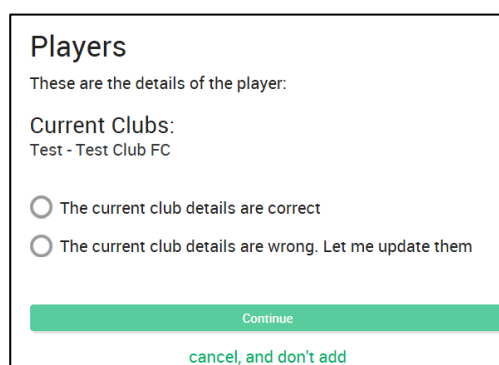 Players
These are the details of the player:
Current Clubs:
Test - Test Club FC
The current club details are correct
The current club details are wrong. Let me update them
Continue
cancel, and don't add